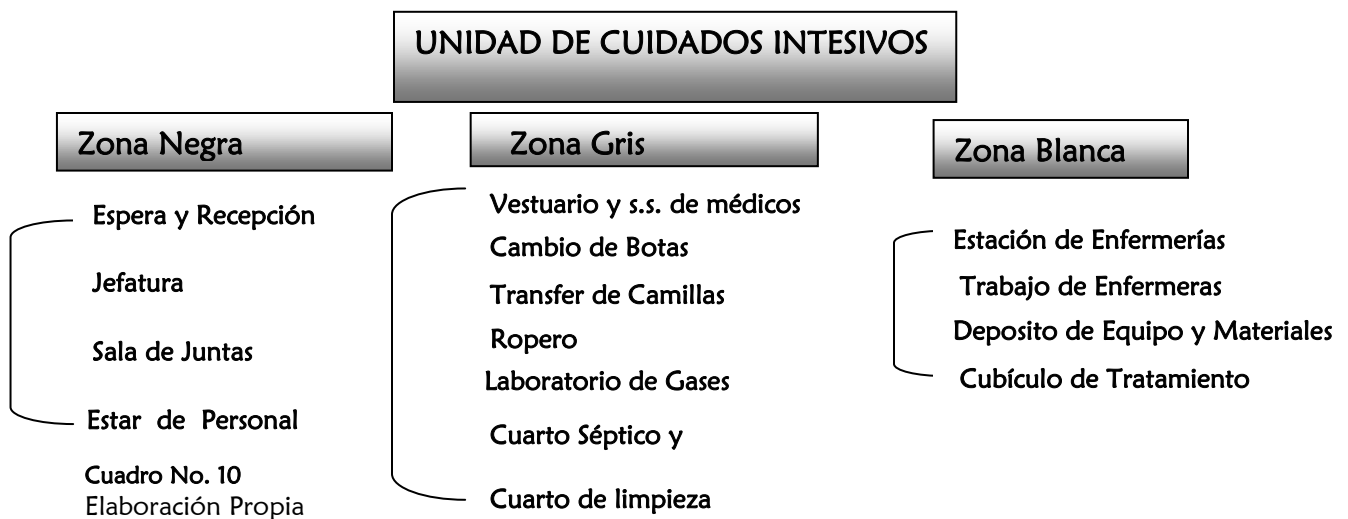 UNIDAD DE CUIDADOS INTESIVOS
Zona Negra
Espera y Recepción
Jefatura
Sala de Juntas
Estar de Personal
Cuadro No. 10
Elaboración Propia
Zona Gris
Vestuario y s.s. de médicos
Cambio de Botas
Transfer de Camillas
Ropero
Laboratorio de Gases
Cuarto Séptico y
Cuarto de limpieza
Zona Blanca
Estación de Enfermerías
Trabajo de Enfermeras
Deposito de Equipo y Materiales
Cubículo de Tratamiento